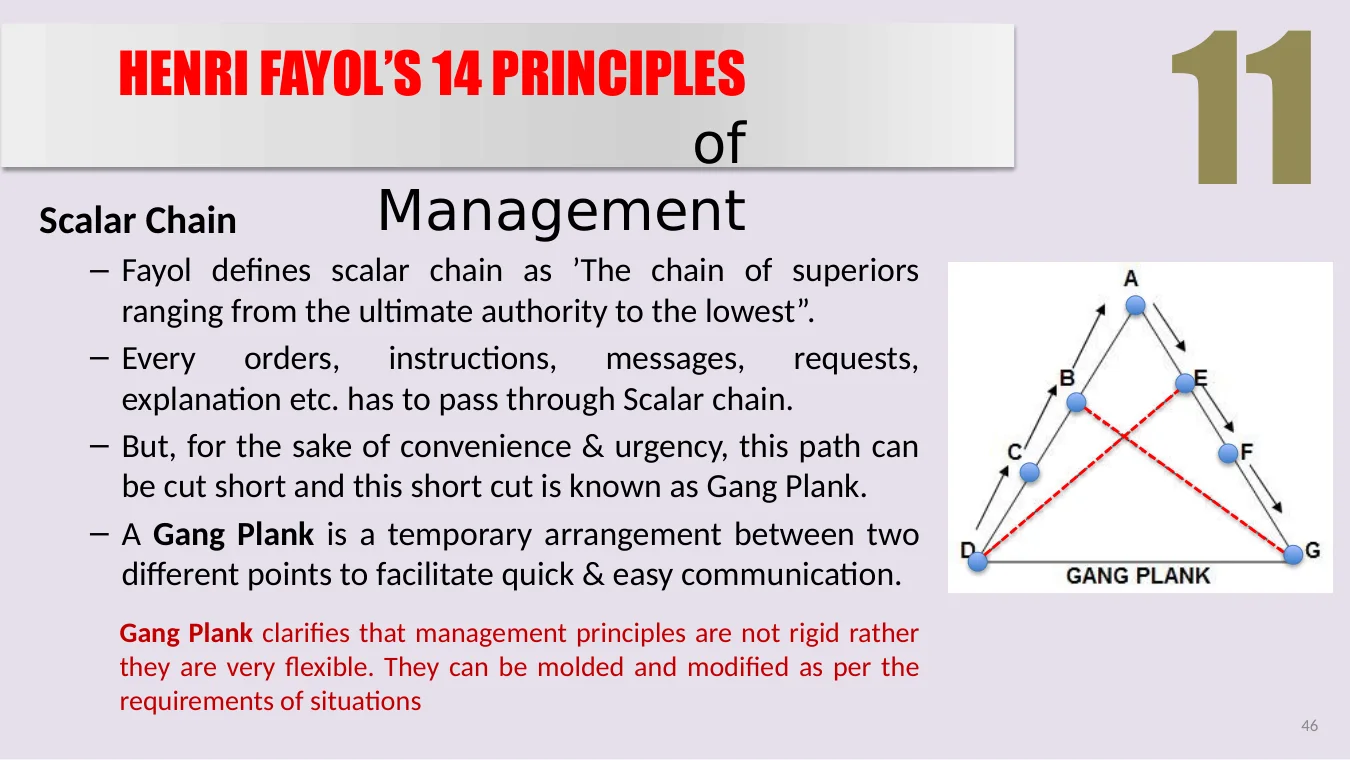 HENRI FAYOL’S 14 PRINCIPLES
11
of
Management
Scalar Chain
– Fayol defines scalar chain as ’The chain of superiors
ranging from the ultimate authority to the lowest”.
– Every orders, instructions, messages, requests,
explanation etc. has to pass through Scalar chain.
– But, for the sake of convenience & urgency, this path can
be cut short and this short cut is known as Gang Plank.
– A Gang Plank is a temporary arrangement between two
different points to facilitate quick & easy communication.
Gang Plank clarifies that management principles are not rigid rather
they are very flexible. They can be molded and modified as per the
requirements of situations
A
B
E
C
F
D
G
GANG PLANK
46